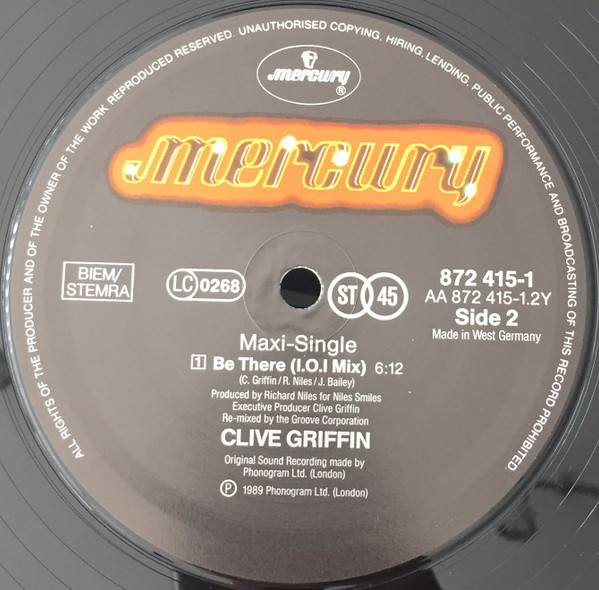 ALL RIGHTS OF THE PRODUCER AND OF THE OWNER OF THE WORK REPRODUCED RESERVED. UNAUTHORISED COPYING, HIRING, LENDING, PUBLIC PERFORMANCE AND BROADCASTING OF THIS RECORD PROHIBITED.
mercury ®
mercury
BIEM/
STEMRA
LC 0268
ST 45
872 415-1
AA 872 415-1.2Y
Side 2
Made in West Germany
Maxi-Single
1 Be There (I.O.I Mix) 6:12
(C. Griffin/R. Niles/J. Bailey)
Produced by Richard Niles for Niles Smiles
Executive Producer Clive Griffin
Re-mixed by the Groove Corporation
CLIVE GRIFFIN
Original Sound Recording made by
Phonogram Ltd. (London)
℗ 1989 Phonogram Ltd. (London)